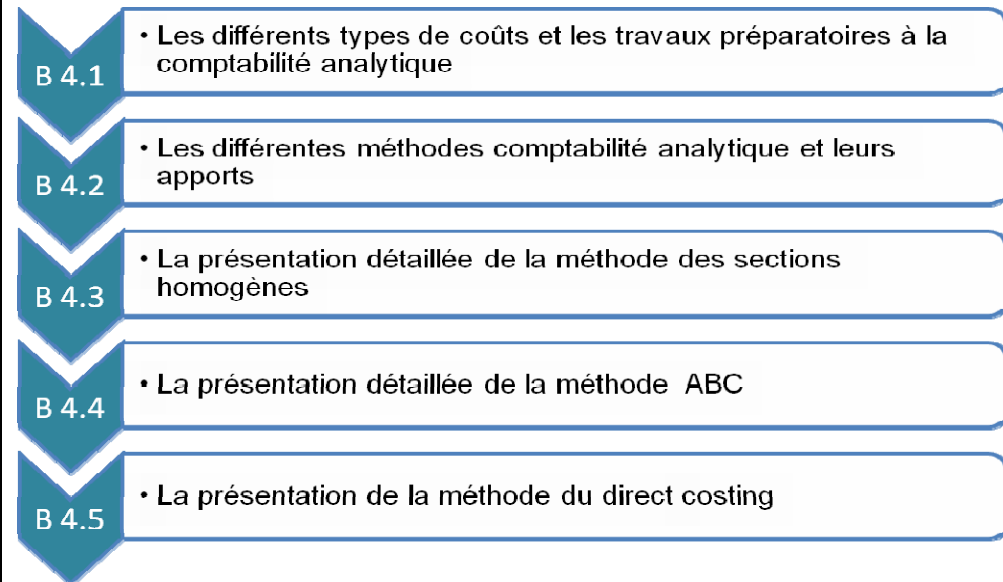 B 4.1
• Les différents types de coûts et les travaux préparatoires à la
comptabilité analytique
B 4.2
• Les différentes méthodes comptabilité analytique et leurs
apports
B 4.3
• La présentation détaillée de la méthode des sections
homogènes
B 4.4
• La présentation détaillée de la méthode ABC
B 4.5
• La présentation de la méthode du direct costing